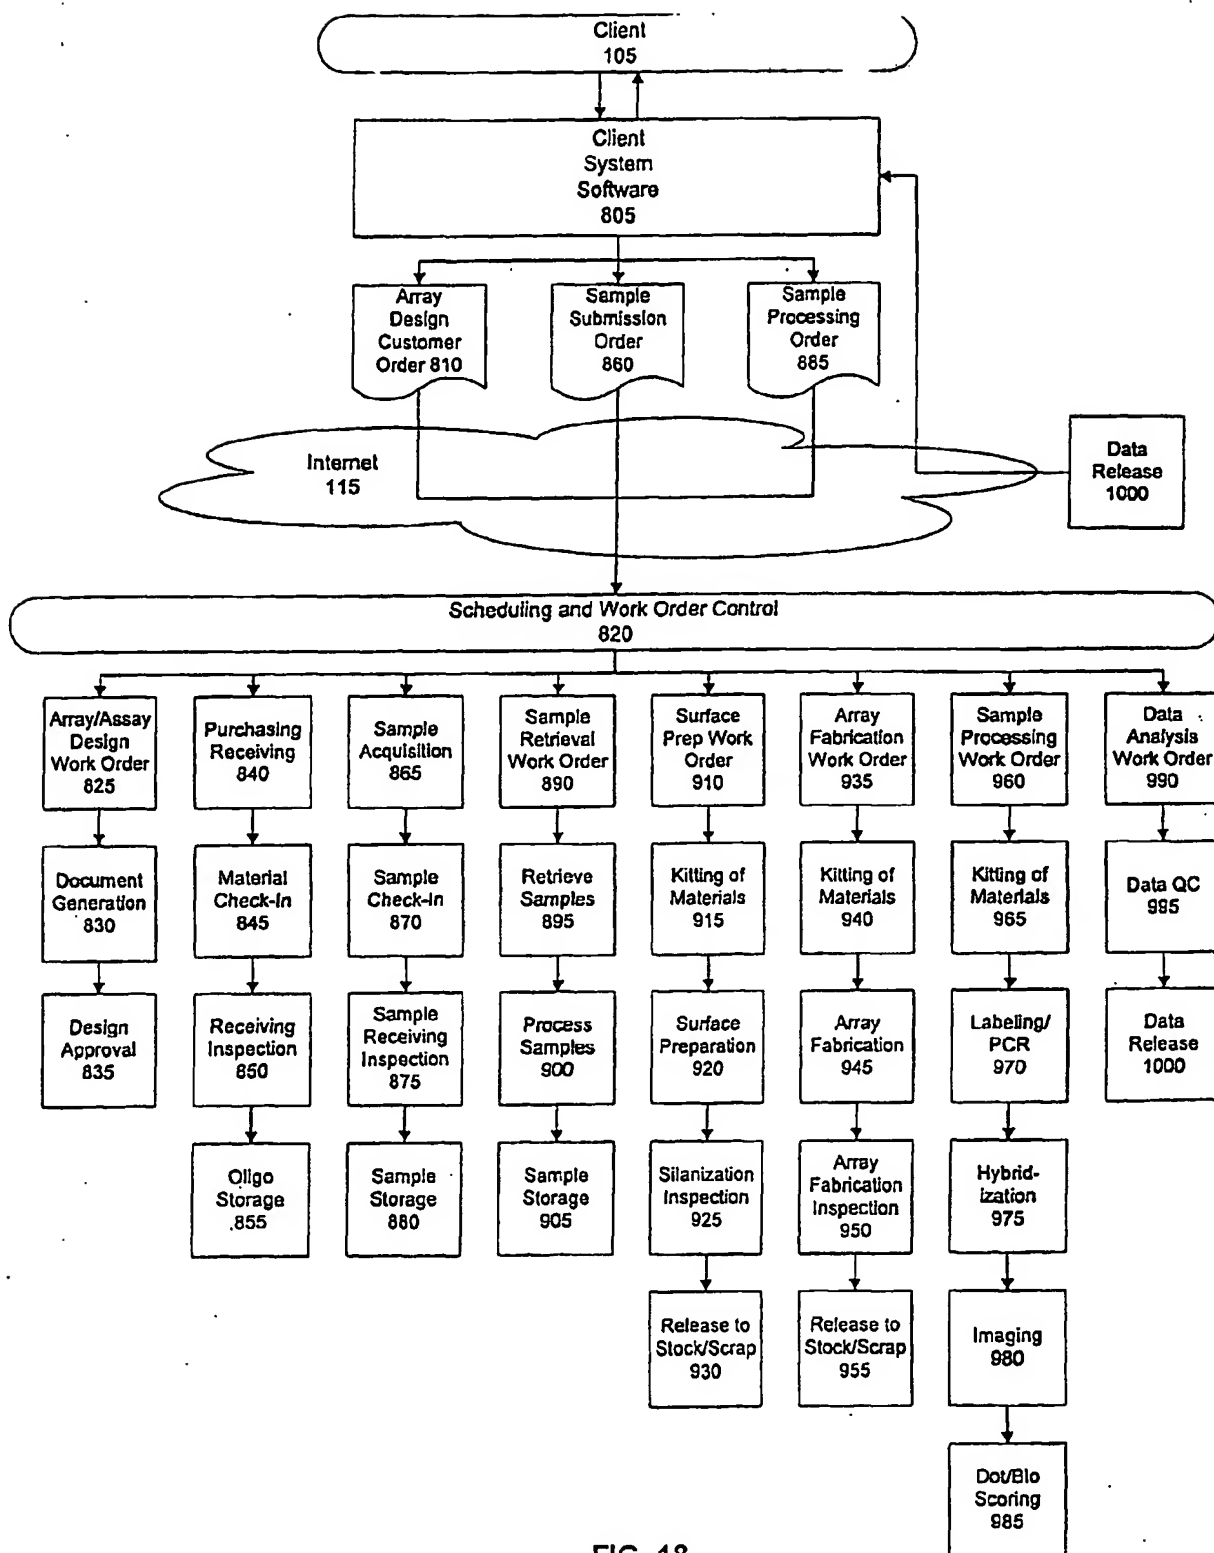 Client
105
Client
System
Software
805
Array
Design
Customer
Order 810
Sample
Submission
Order
860
Sample
Processing
Order
885
Internet
115
Data
Release
1000
Scheduling and Work Order Control
820
Array/Assay
Design
Work Order
825
Purchasing
Receiving
840
Sample
Acquisition
865
Sample
Retrieval
Work Order
890
Surface
Prep Work
Order
910
Array
Fabrication
Work Order
935
Sample
Processing
Work Order
960
Data
Analysis
Work Order
990
Document
Generation
830
Material
Check-In
845
Sample
Check-In
870
Retrieve
Samples
895
Kitting of
Materials
915
Kitting of
Materials
940
Kitting of
Materials
965
Data QC
995
Design
Approval
835
Receiving
Inspection
850
Sample
Receiving
Inspection
875
Process
Samples
900
Surface
Preparation
920
Array
Fabrication
945
Labeling/
PCR
970
Data
Release
1000
Oligo
Storage
855
Sample
Storage
880
Sample
Storage
905
Silanization
Inspection
925
Array
Fabrication
Inspection
950
Hybrid-
ization
975
Release to
Stock/Scrap
930
Release to
Stock/Scrap
955
Imaging
980
Dot/Blo
Scoring
985
FIG. 18